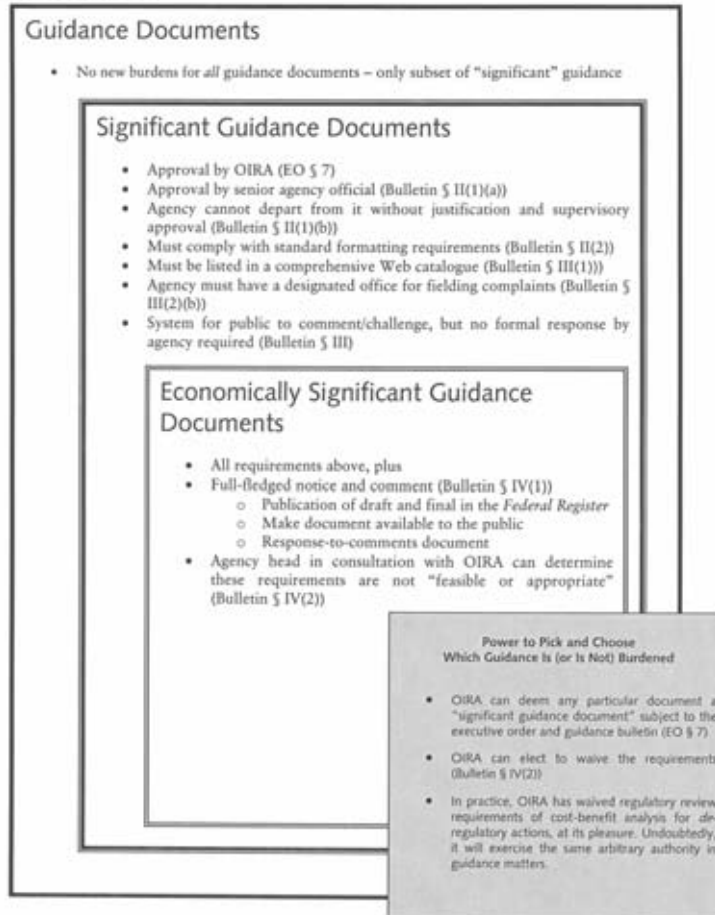 Guidance Documents
• No new burdens for all guidance documents – only subset of “significant” guidance
Significant Guidance Documents
• Approval by OIRA (EO § 7)
• Approval by senior agency official (Bulletin § II(1)(a))
• Agency cannot depart from it without justification and supervisory
approval (Bulletin § II(1)(b))
• Must comply with standard formatting requirements (Bulletin § II(2))
• Must be listed in a comprehensive Web catalogue (Bulletin § III(1)))
• Agency must have a designated office for fielding complaints (Bulletin §
III(2)(b))
• System for public to comment/challenge, but no formal response by
agency required (Bulletin § III)
Economically Significant Guidance
Documents
• All requirements above, plus
• Full-fledged notice and comment (Bulletin § IV(1))
o Publication of draft and final in the Federal Register
o Make document available to the public
o Response-to-comments document
• Agency head in consultation with OIRA can determine
these requirements are not “feasible or appropriate”
(Bulletin § IV(2))
Power to Pick and Choose
Which Guidance Is (or Is Not) Burdened
• OIRA can deem any particular document a
“significant guidance document” subject to the
executive order and guidance bulletin (EO § 7)
• OIRA can elect to waive the requirements
(Bulletin § IV(2))
• In practice, OIRA has waived regulatory review
requirements of cost-benefit analysis for de-
regulatory actions, at its pleasure. Undoubtedly,
it will exercise the same arbitrary authority in
guidance matters.